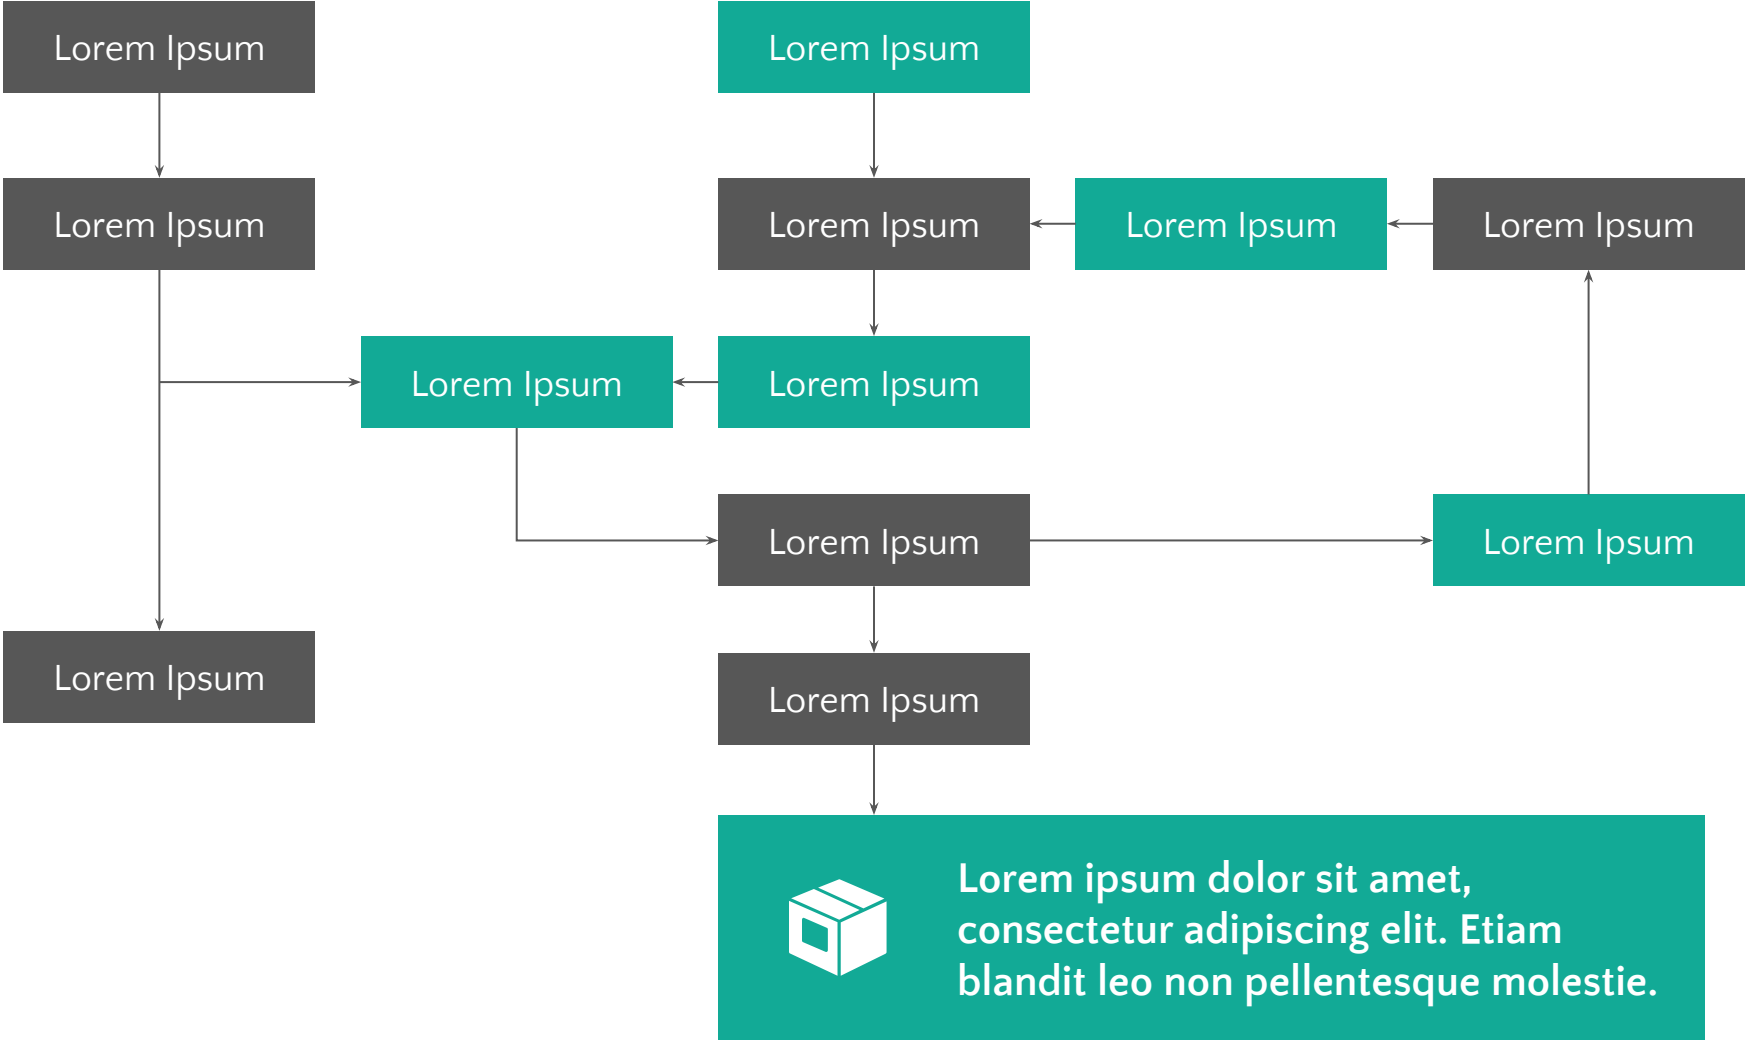 Lorem Ipsum
Lorem Ipsum
Lorem Ipsum
Lorem Ipsum
Lorem Ipsum
Lorem Ipsum
Lorem Ipsum
Lorem Ipsum
Lorem Ipsum
Lorem Ipsum
Lorem Ipsum
Lorem Ipsum
Lorem ipsum dolor sit amet,
consectetur adipiscing elit. Etiam
blandit leo non pellentesque molestie.